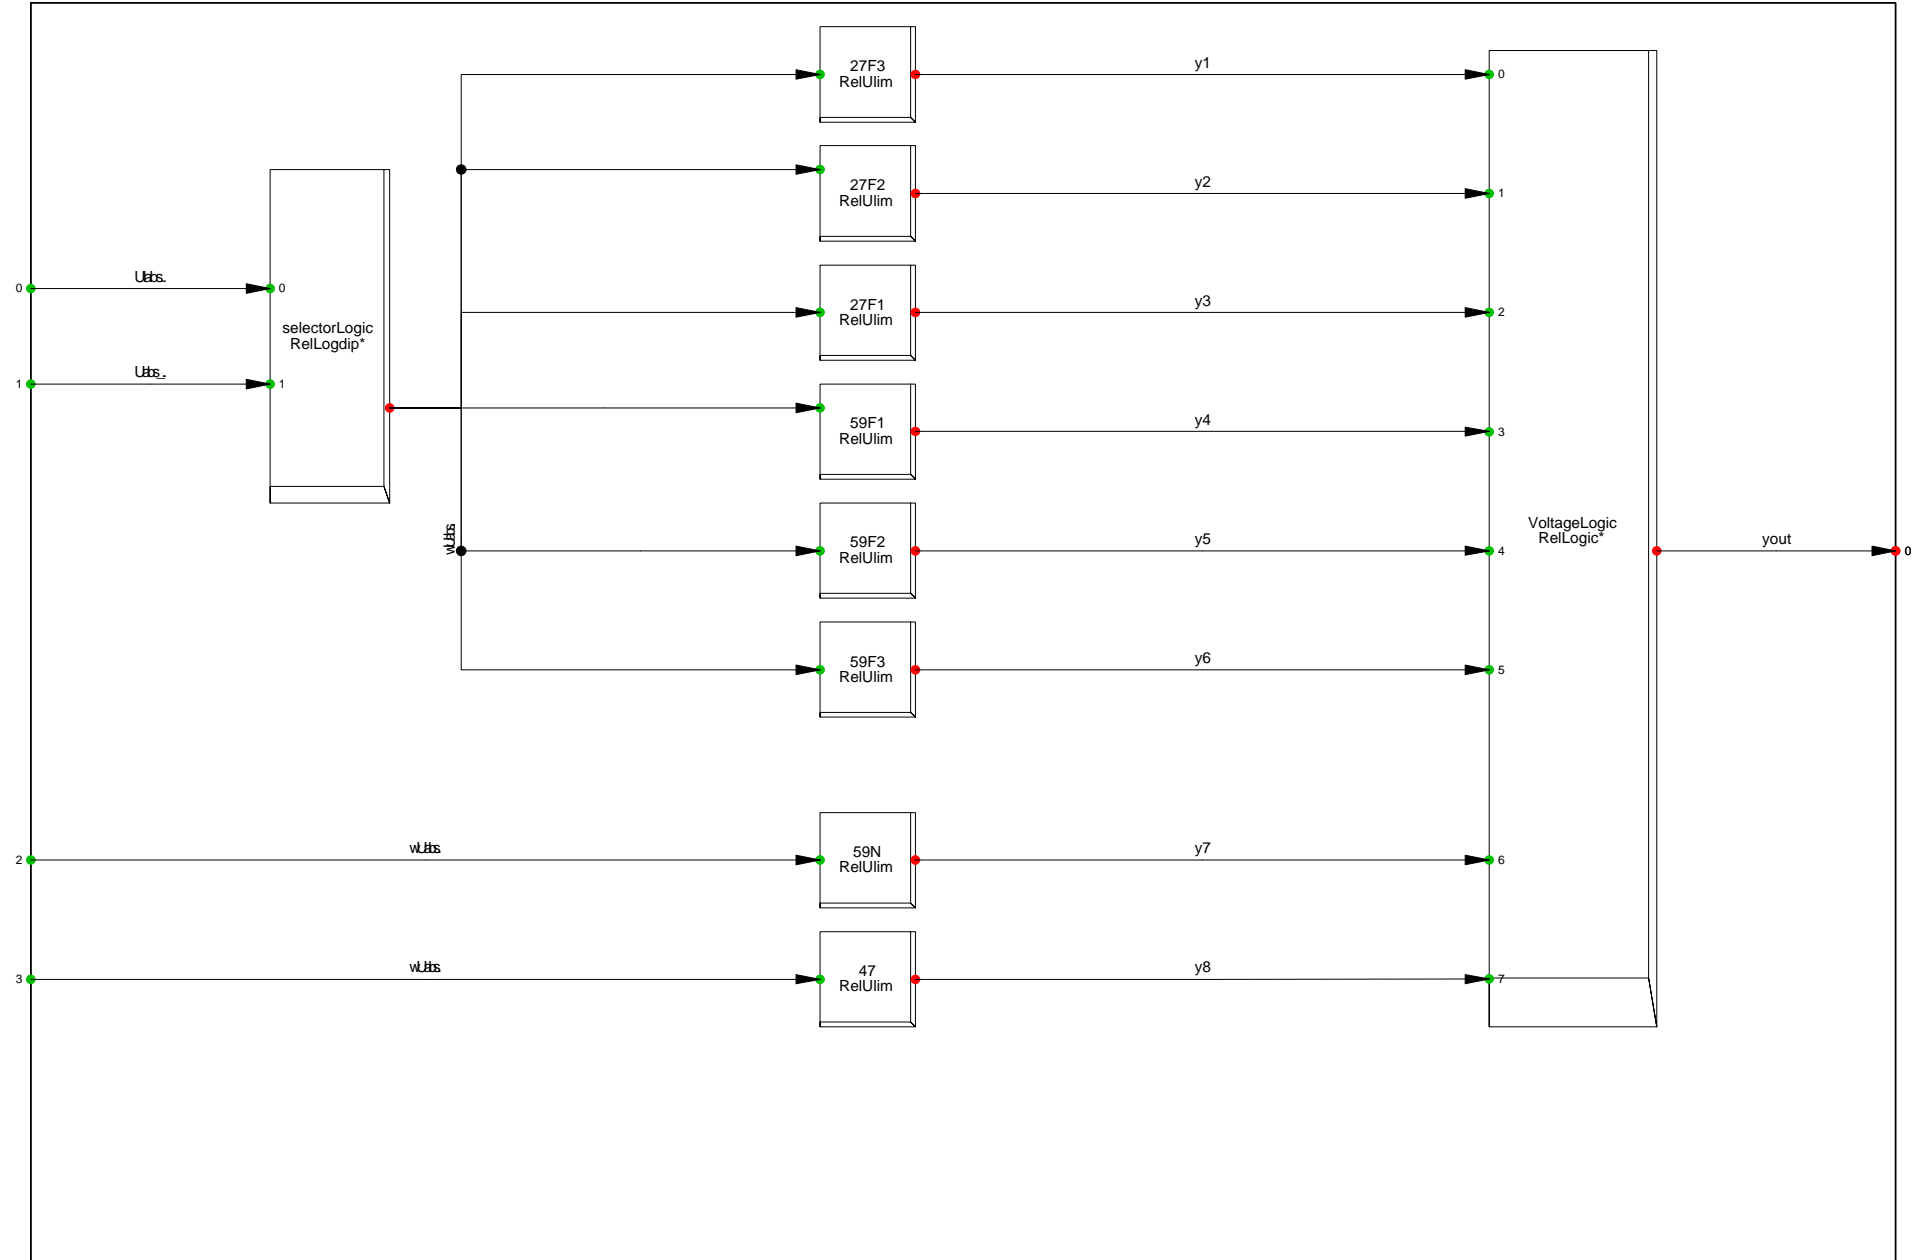 27F3
RelUlim
y1
0
27F2
RelUlim
y2
1
0
0
selectorLogic
RelLogdip*
27F1
RelUlim
y3
2
1
1
59F1
RelUlim
y4
3
59F2
RelUlim
y5
4
VoltageLogic
RelLogic*
yout
0
59F3
RelUlim
y6
5
2
59N
RelUlim
y7
6
3
47
RelUlim
y8
7